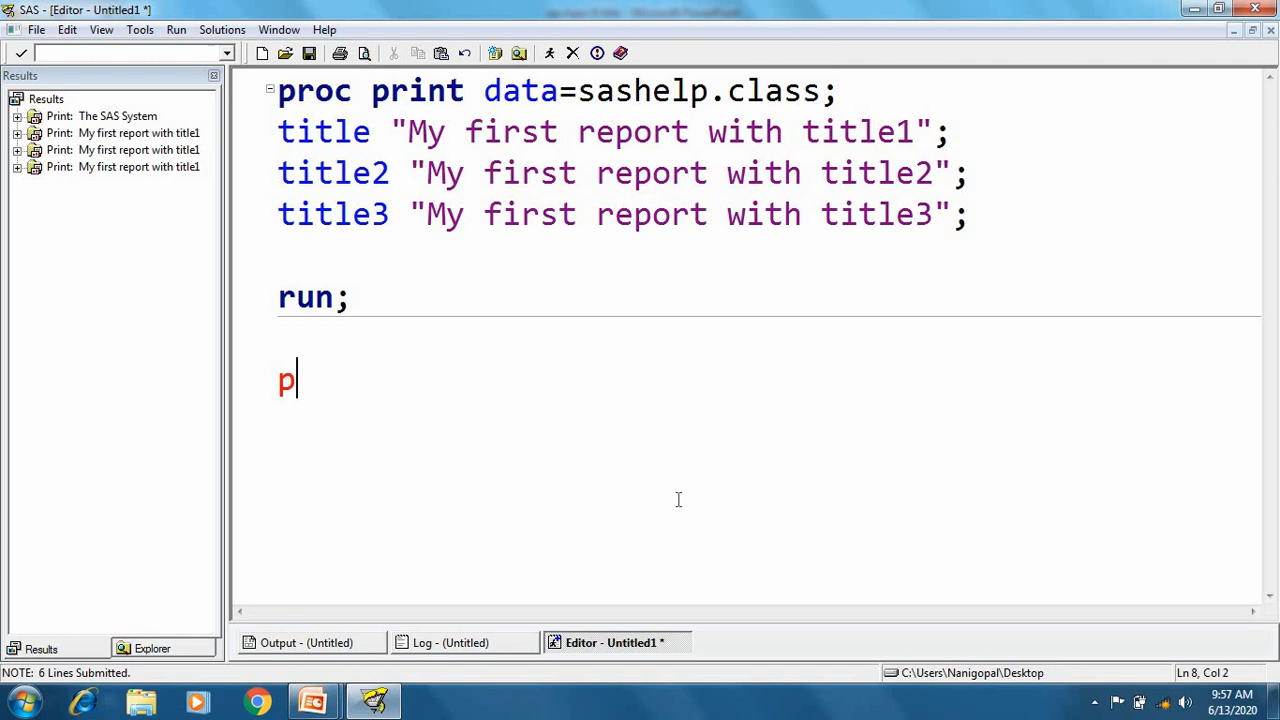 SAS - [Editor - Untitled1 *]
File Edit View Tools Run Solutions Window Help
Results
Results
Print: The SAS System
Print: My first report with title1
Print: My first report with title1
Print: My first report with title1
proc print data=sashelp.class;
title "My first report with title1";
title2 "My first report with title2";
title3 "My first report with title3";
run;
p
Results Explorer
Output - (Untitled) Log - (Untitled) Editor - Untitled1 *
NOTE: 6 Lines Submitted. C:\Users\Nanigopal\Desktop Ln 8, Col 2
9:57 AM
6/13/2020